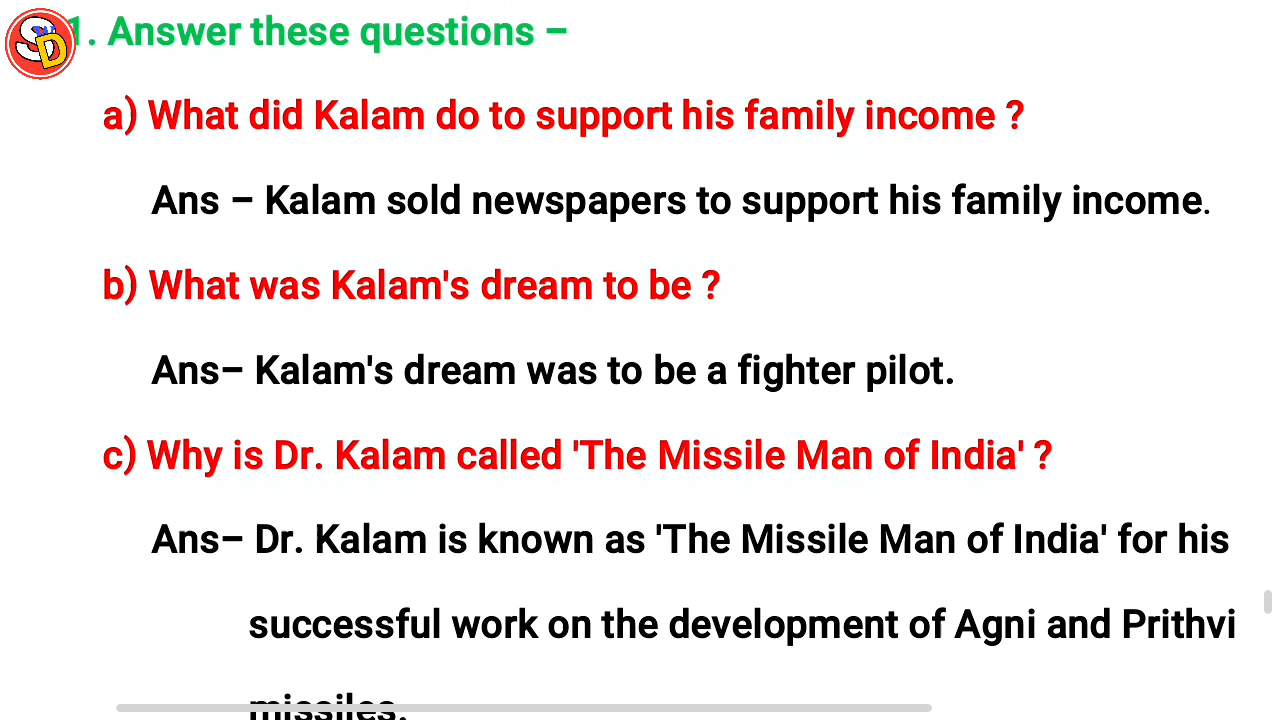 SD
1. Answer these questions –
a) What did Kalam do to support his family income ?
Ans – Kalam sold newspapers to support his family income.
b) What was Kalam's dream to be ?
Ans– Kalam's dream was to be a fighter pilot.
c) Why is Dr. Kalam called 'The Missile Man of India' ?
Ans– Dr. Kalam is known as 'The Missile Man of India' for his
successful work on the development of Agni and Prithvi
missiles.